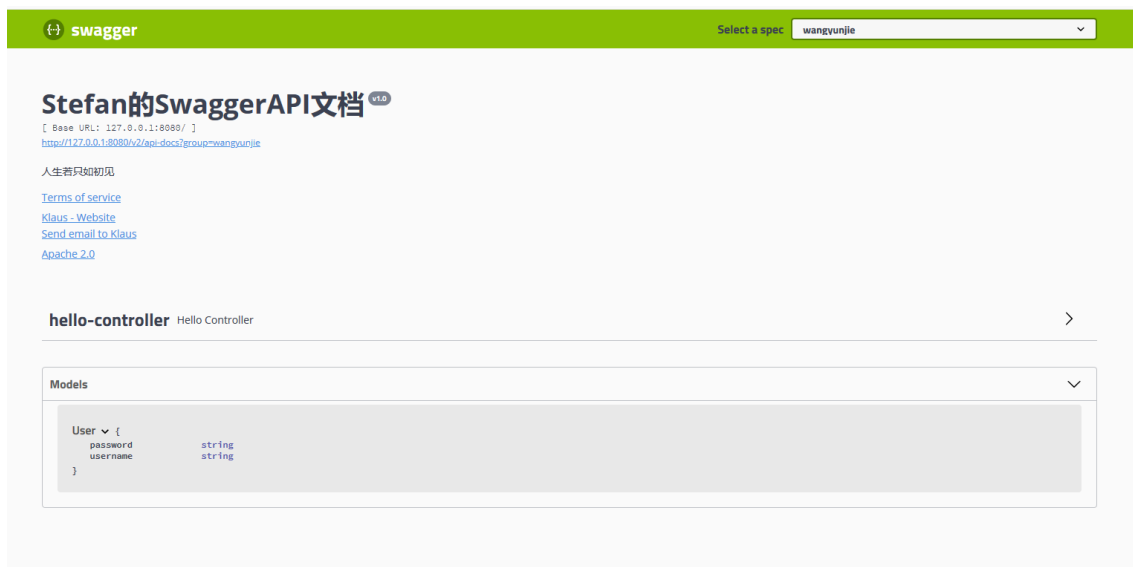 swagger
Select a spec wangyunjie
Stefan的SwaggerAPI文档 v1.0
[ Base URL: 127.0.0.1:8080/ ]
http://127.0.0.1:8080/v2/api-docs?group=wangyunjie
人生若只如初见
Terms of service
Klaus - Website
Send email to Klaus
Apache 2.0
hello-controller Hello Controller
Models
User {
password string
username string
}